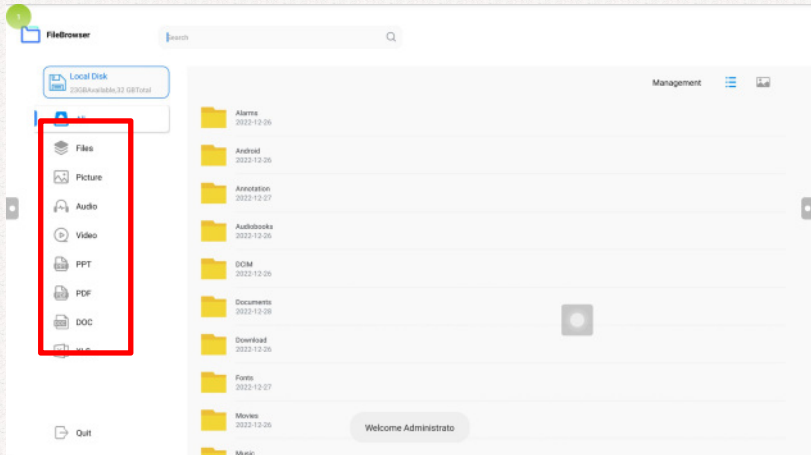 1
FileBrowser
Search
Local Disk
23GBAvailable,32 GBTotal
Management
Files
Picture
Audio
Video
PPT
PDF
DOC
Quit
Alarms
2022-12-26
Android
2022-12-26
Annotation
2022-12-27
Audiobooks
2022-12-26
DCIM
2022-12-26
Documents
2022-12-28
Download
2022-12-26
Fonts
2022-12-27
Movies
2022-12-26
Music
Welcome Administrato